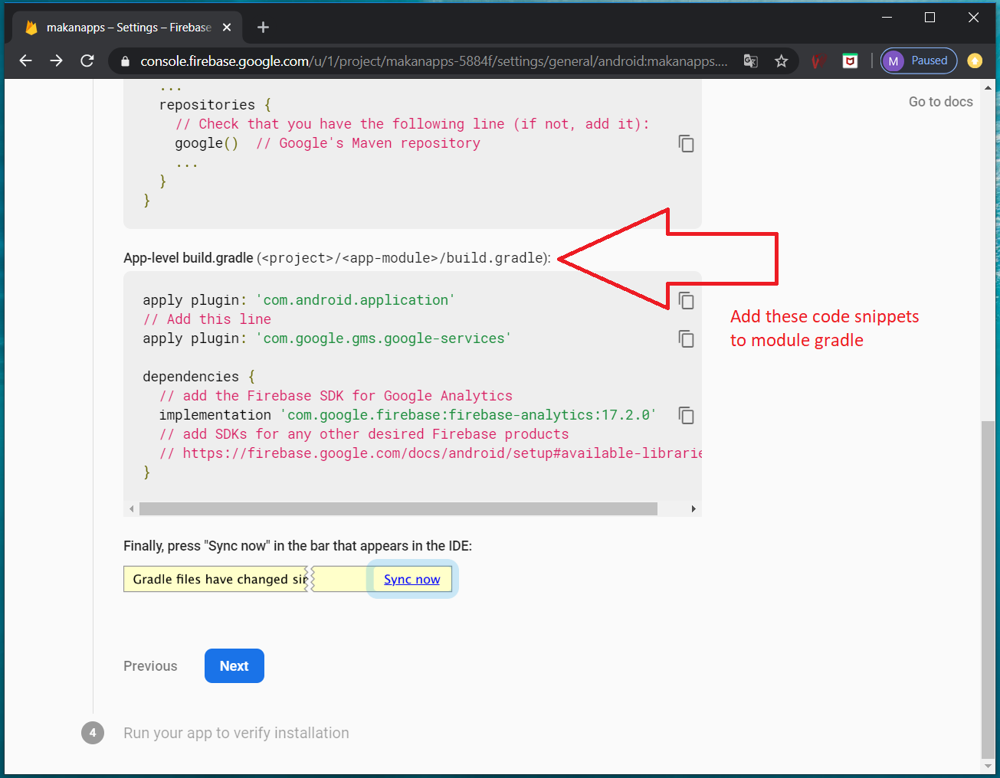 makanapps – Settings – Firebase
console.firebase.google.com/u/1/project/makanapps-5884f/settings/general/android:makanapps....
M Paused
Go to docs
...
repositories {
// Check that you have the following line (if not, add it):
google()  // Google's Maven repository
...
}
}
App-level build.gradle (<project>/<app-module>/build.gradle):
apply plugin: 'com.android.application'
// Add this line
apply plugin: 'com.google.gms.google-services'
dependencies {
// add the Firebase SDK for Google Analytics
implementation 'com.google.firebase:firebase-analytics:17.2.0'
// add SDKs for any other desired Firebase products
// https://firebase.google.com/docs/android/setup#available-librarie
}
Add these code snippets
to module gradle
Finally, press "Sync now" in the bar that appears in the IDE:
Gradle files have changed sin
Sync now
Previous
Next
4 Run your app to verify installation